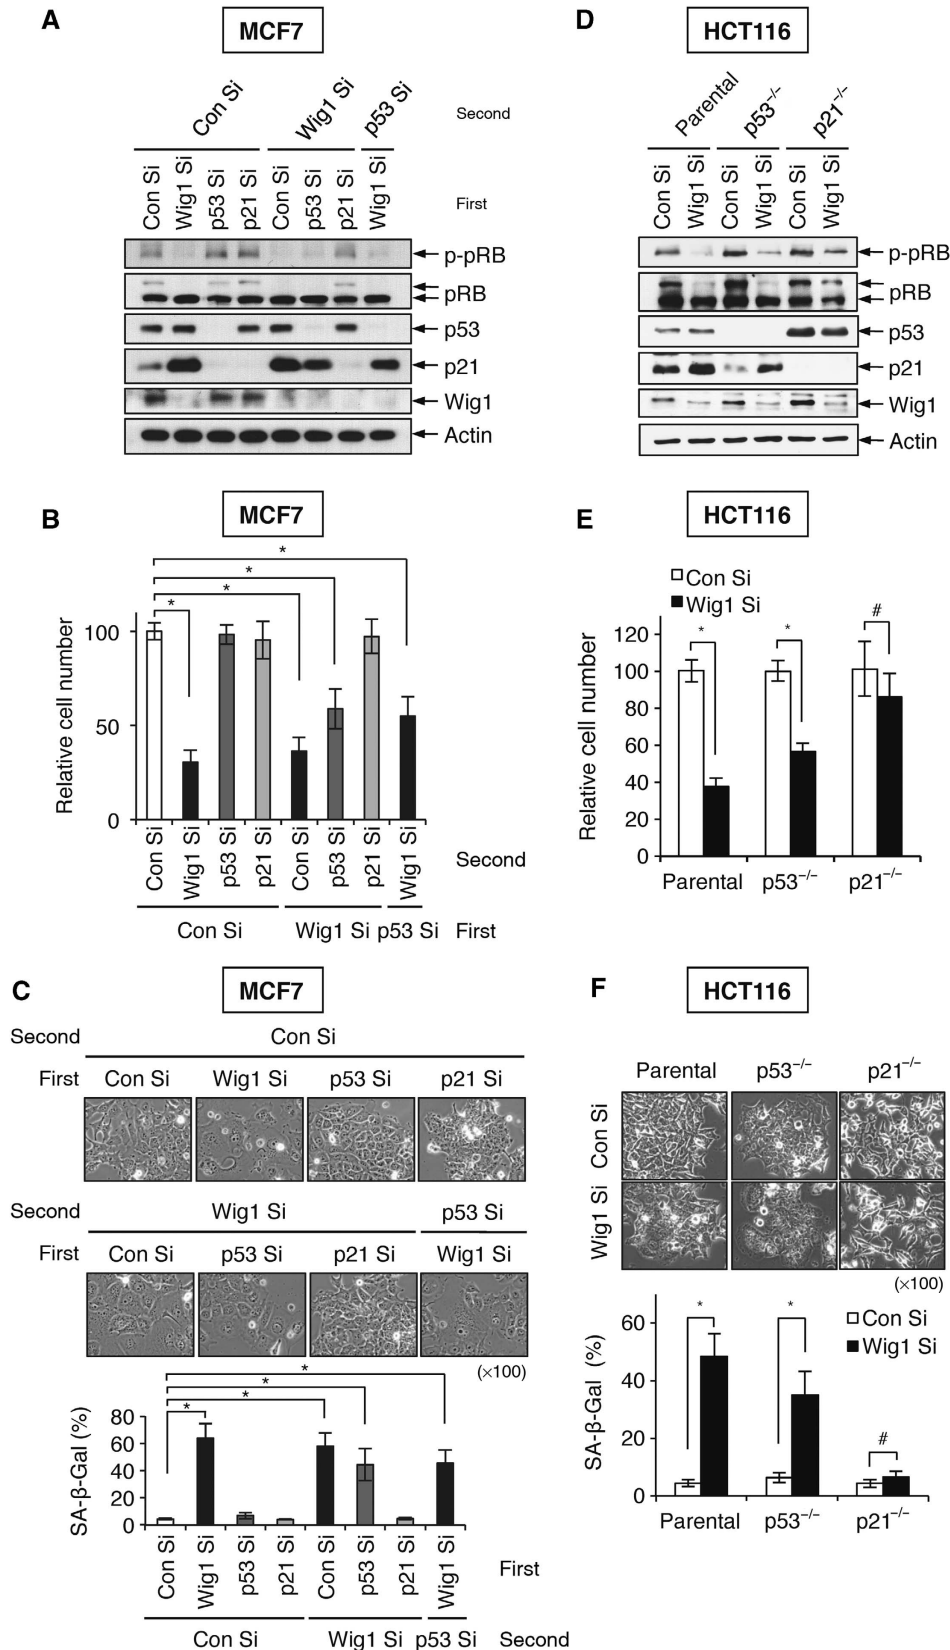 A
MCF7
Con Si
Wig1 Si
p53 Si
Second
Con Si
Wig1 Si
p53 Si
p21 Si
Con Si
p53 Si
p21 Si
Wig1 Si
First
p-pRB
pRB
p53
p21
Wig1
Actin
D
HCT116
Parental
p53⁻/⁻
p21⁻/⁻
Con Si
Wig1 Si
Con Si
Wig1 Si
Con Si
Wig1 Si
p-pRB
pRB
p53
p21
Wig1
Actin
B
MCF7
Relative cell number
100
50
0
*
*
*
*
Con Si
Wig1 Si
p53 Si
p21 Si
Con Si
p53 Si
p21 Si
Wig1 Si
Second
Con Si
Wig1 Si
p53 Si
First
E
HCT116
Con Si
Wig1 Si
Relative cell number
120
100
80
60
40
20
0
*
*
#
Parental
p53⁻/⁻
p21⁻/⁻
C
MCF7
Second
Con Si
First
Con Si
Wig1 Si
p53 Si
p21 Si
Second
Wig1 Si
p53 Si
First
Con Si
p53 Si
p21 Si
Wig1 Si
(×100)
SA-β-Gal (%)
80
60
40
20
0
*
*
*
*
Con Si
Wig1 Si
p53 Si
p21 Si
Con Si
p53 Si
p21 Si
Wig1 Si
First
Con Si
Wig1 Si
p53 Si
Second
F
HCT116
Parental
p53⁻/⁻
p21⁻/⁻
Con Si
Wig1 Si
(×100)
Con Si
Wig1 Si
SA-β-Gal (%)
60
40
20
0
*
*
#
Parental
p53⁻/⁻
p21⁻/⁻